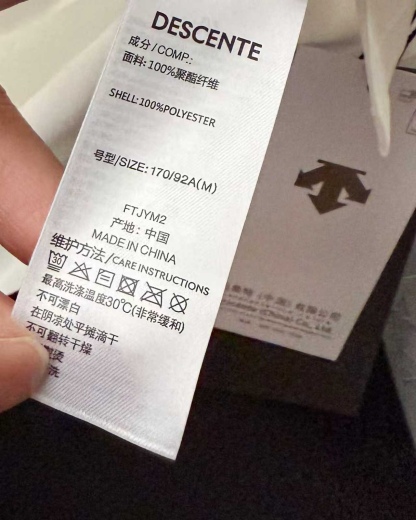 DESCENTE
成分/COMP.:
面料:100%聚酯纤维
SHELL:100%POLYESTER
号型/SIZE:170/92A(M)
FTJYM2
产地:中国
MADE IN CHINA
维护方法/CARE INSTRUCTIONS
最高洗涤温度30℃(非常缓和)
不可漂白
在阴凉处平摊滴干
不可翻转干燥
烫
洗